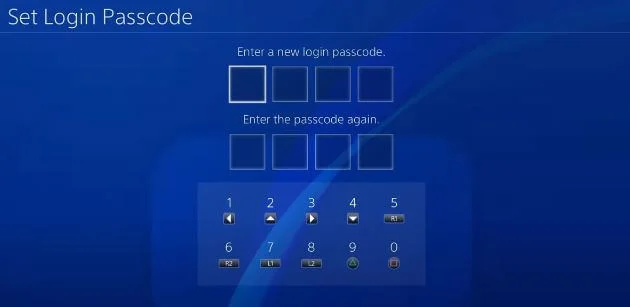 Set Login Passcode
Enter a new login passcode.
Enter the passcode again.
1 2 3 4 5
R1
6 7 8 9 0
R2 L1 L2